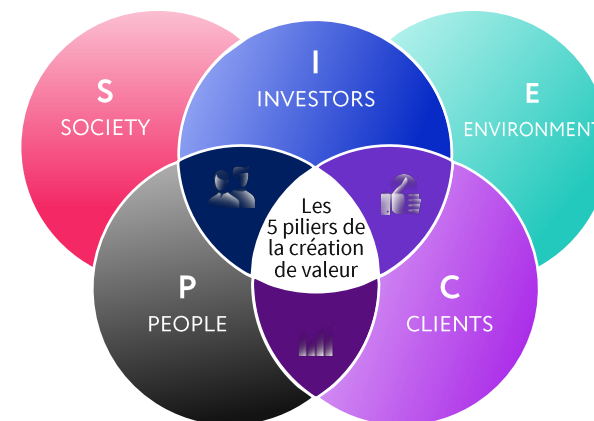 S
SOCIETY
I
INVESTORS
E
ENVIRONMENT
Les
5 piliers de
la création
de valeur
P
PEOPLE
C
CLIENTS